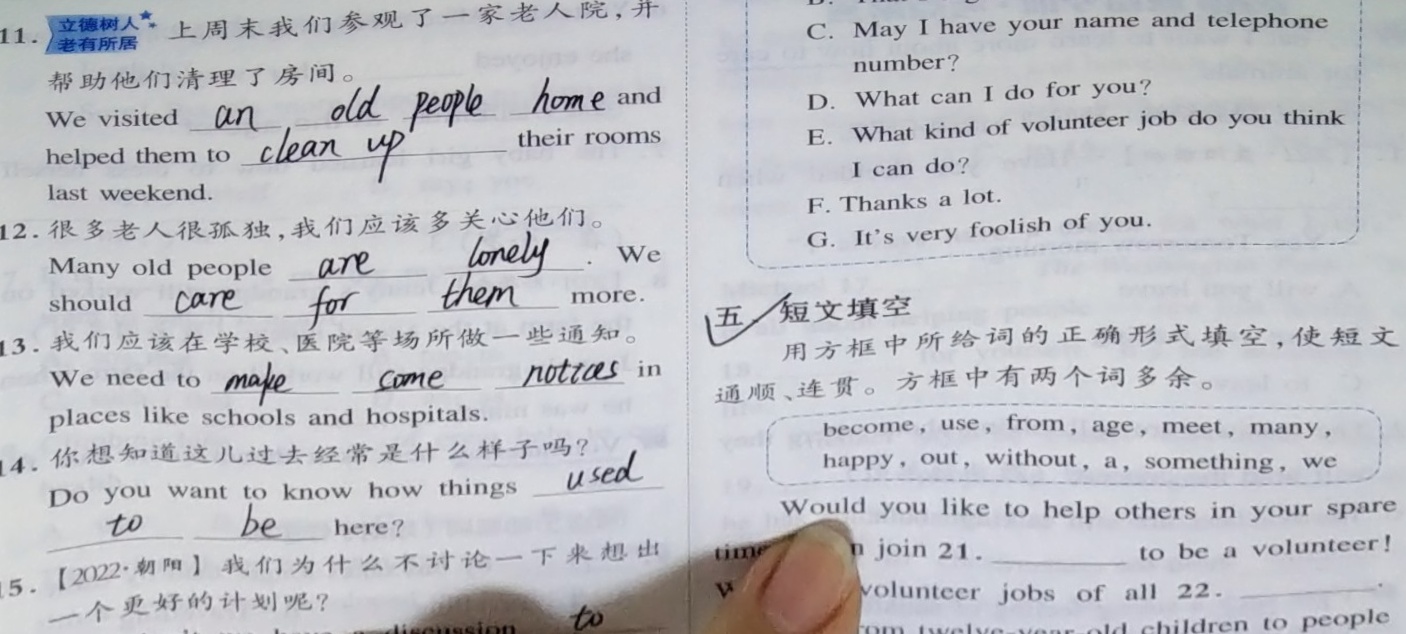 11. 立德树人 老有所居 上周末我们参观了一家老人院,并
帮助他们清理了房间。
We visited an old people home and
helped them to clean up their rooms
last weekend.
12. 很多老人很孤独,我们应该多关心他们。
Many old people are lonely. We
should care for them more.
13. 我们应该在学校、医院等场所做一些通知。
We need to make some notices in
places like schools and hospitals.
14. 你想知道这儿过去经常是什么样子吗?
Do you want to know how things used
to be here?
15. 【2022·朝阳】我们为什么不讨论一下来想出
一个更好的计划呢?
discussion to
C. May I have your name and telephone
number?
D. What can I do for you?
E. What kind of volunteer job do you think
I can do?
F. Thanks a lot.
G. It's very foolish of you.
五 短文填空
用方框中所给词的正确形式填空,使短文
通顺、连贯。方框中有两个词多余。
become, use, from, age, meet, many,
happy, out, without, a, something, we
Would you like to help others in your spare
time join 21. to be a volunteer!
volunteer jobs of all 22. .
twelve-year-old children to people